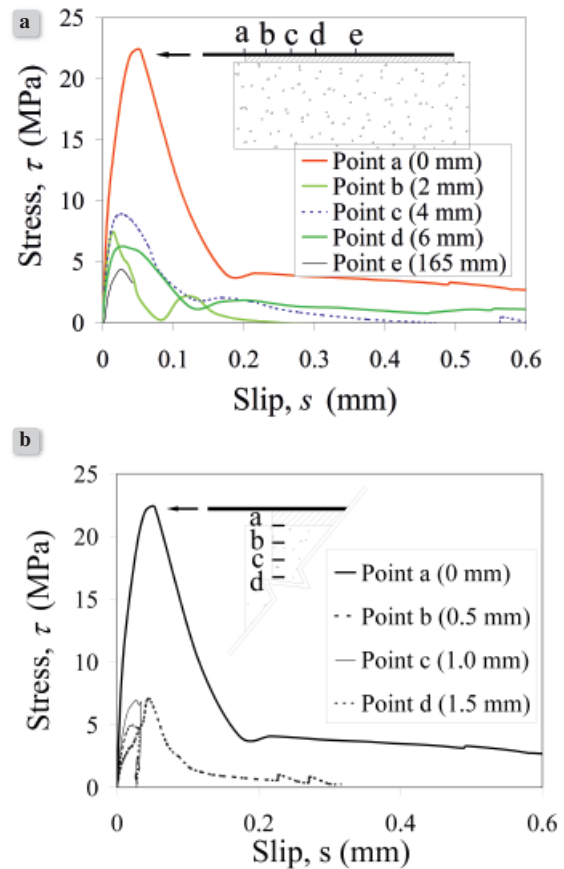 a
25
20
15
10
5
0
Stress, τ (MPa)
a b c d e
Point a (0 mm)
Point b (2 mm)
Point c (4 mm)
Point d (6 mm)
Point e (165 mm)
0 0.1 0.2 0.3 0.4 0.5 0.6
Slip, s (mm)
b
25
20
15
10
5
0
Stress, τ (MPa)
a
b
c
d
Point a (0 mm)
Point b (0.5 mm)
Point c (1.0 mm)
Point d (1.5 mm)
0 0.2 0.4 0.6
Slip, s (mm)